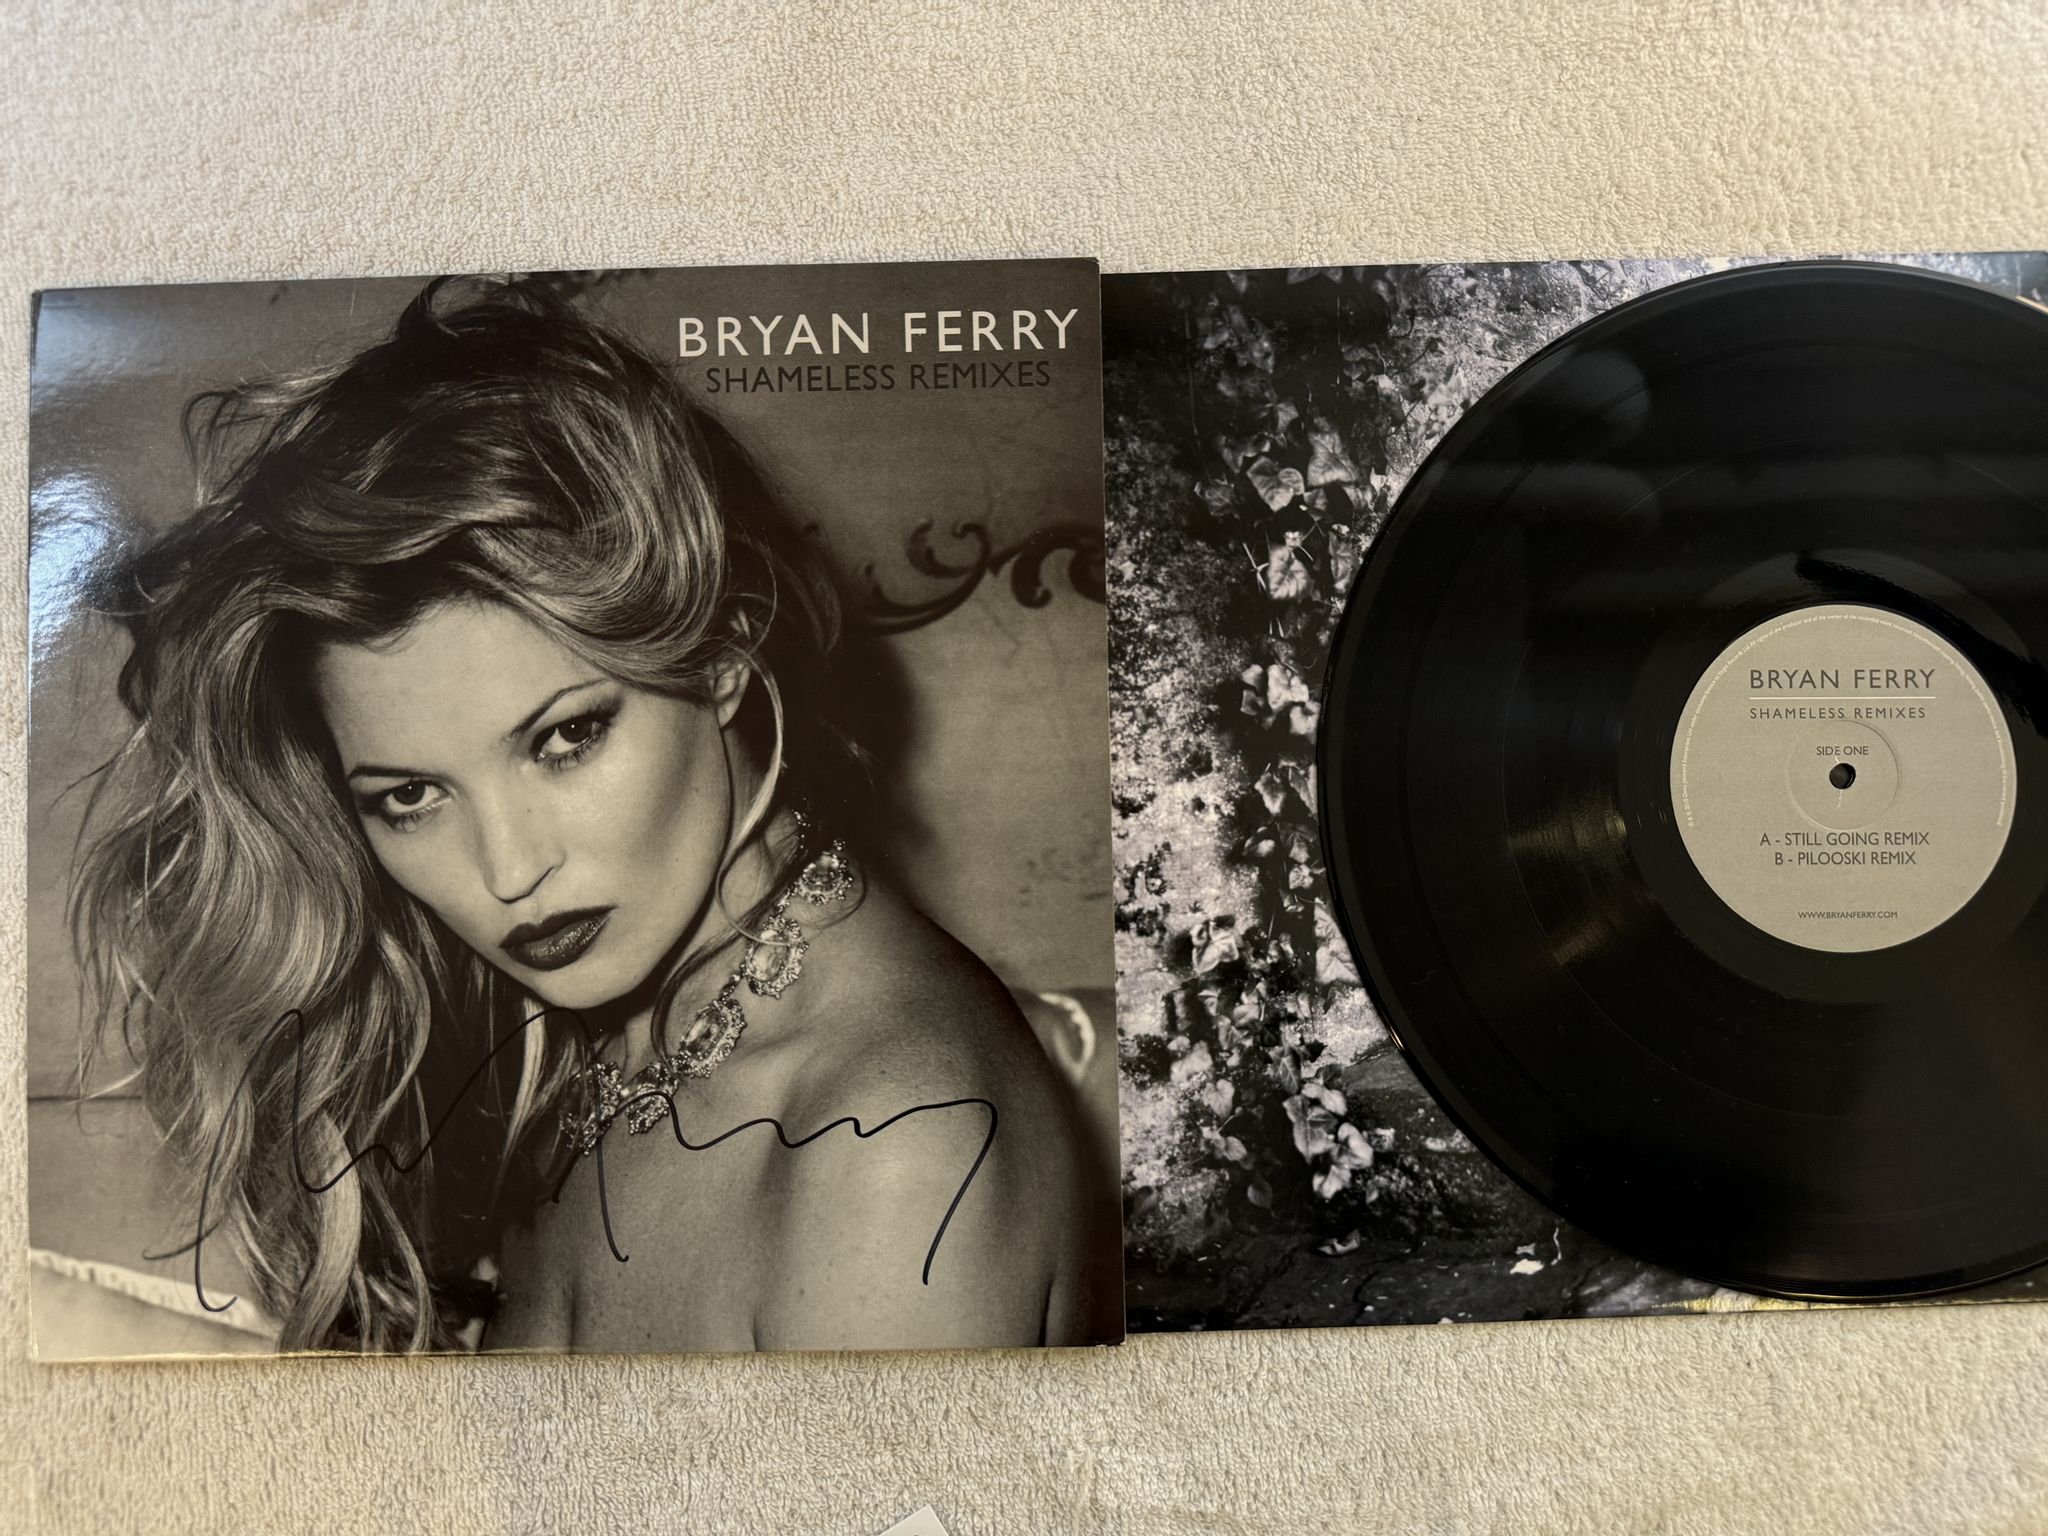 BRYAN FERRY
SHAMELESS REMIXES
BRYAN FERRY
SHAMELESS REMIXES
SIDE ONE
A - STILL GOING REMIX
B - PILOOSKI REMIX
WWW.BRYANFERRY.COM